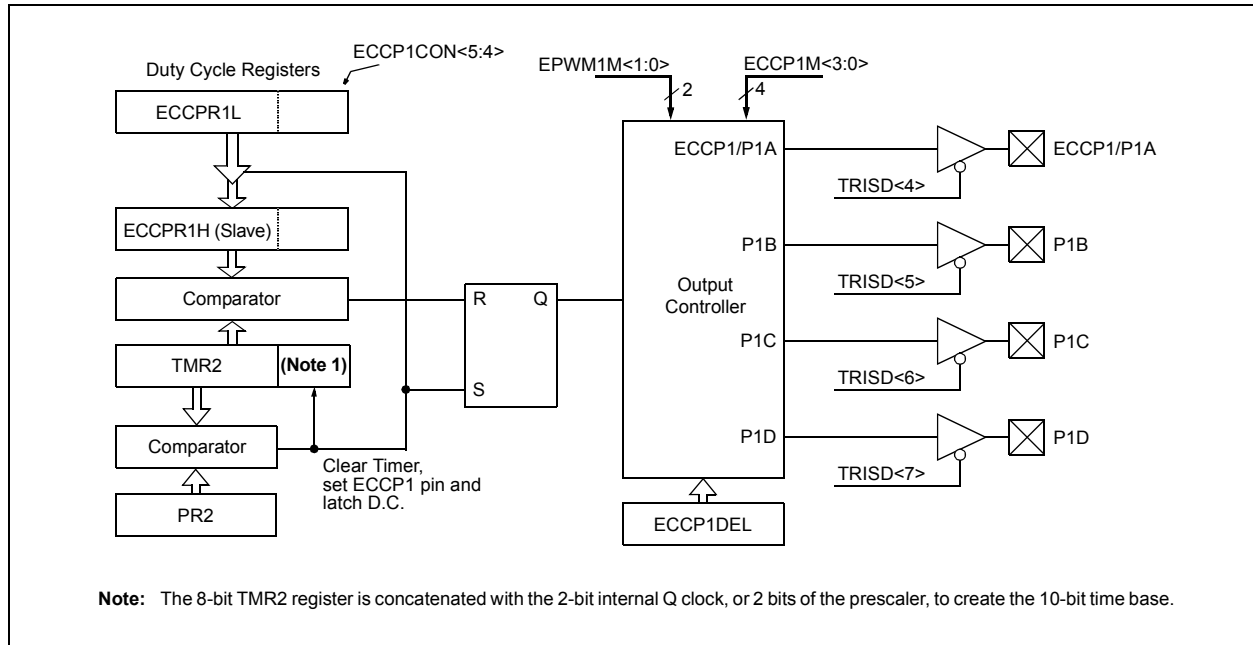 ECCP1CON<5:4>
Duty Cycle Registers
ECCPR1L
ECCPR1H (Slave)
Comparator
TMR2
(Note 1)
Comparator
PR2
Clear Timer,
set ECCP1 pin and
latch D.C.
R
Q
S
EPWM1M<1:0>
2
ECCP1M<3:0>
4
ECCP1/P1A
P1B
Output
Controller
P1C
P1D
ECCP1DEL
TRISD<4>
ECCP1/P1A
TRISD<5>
P1B
TRISD<6>
P1C
TRISD<7>
P1D
Note: The 8-bit TMR2 register is concatenated with the 2-bit internal Q clock, or 2 bits of the prescaler, to create the 10-bit time base.